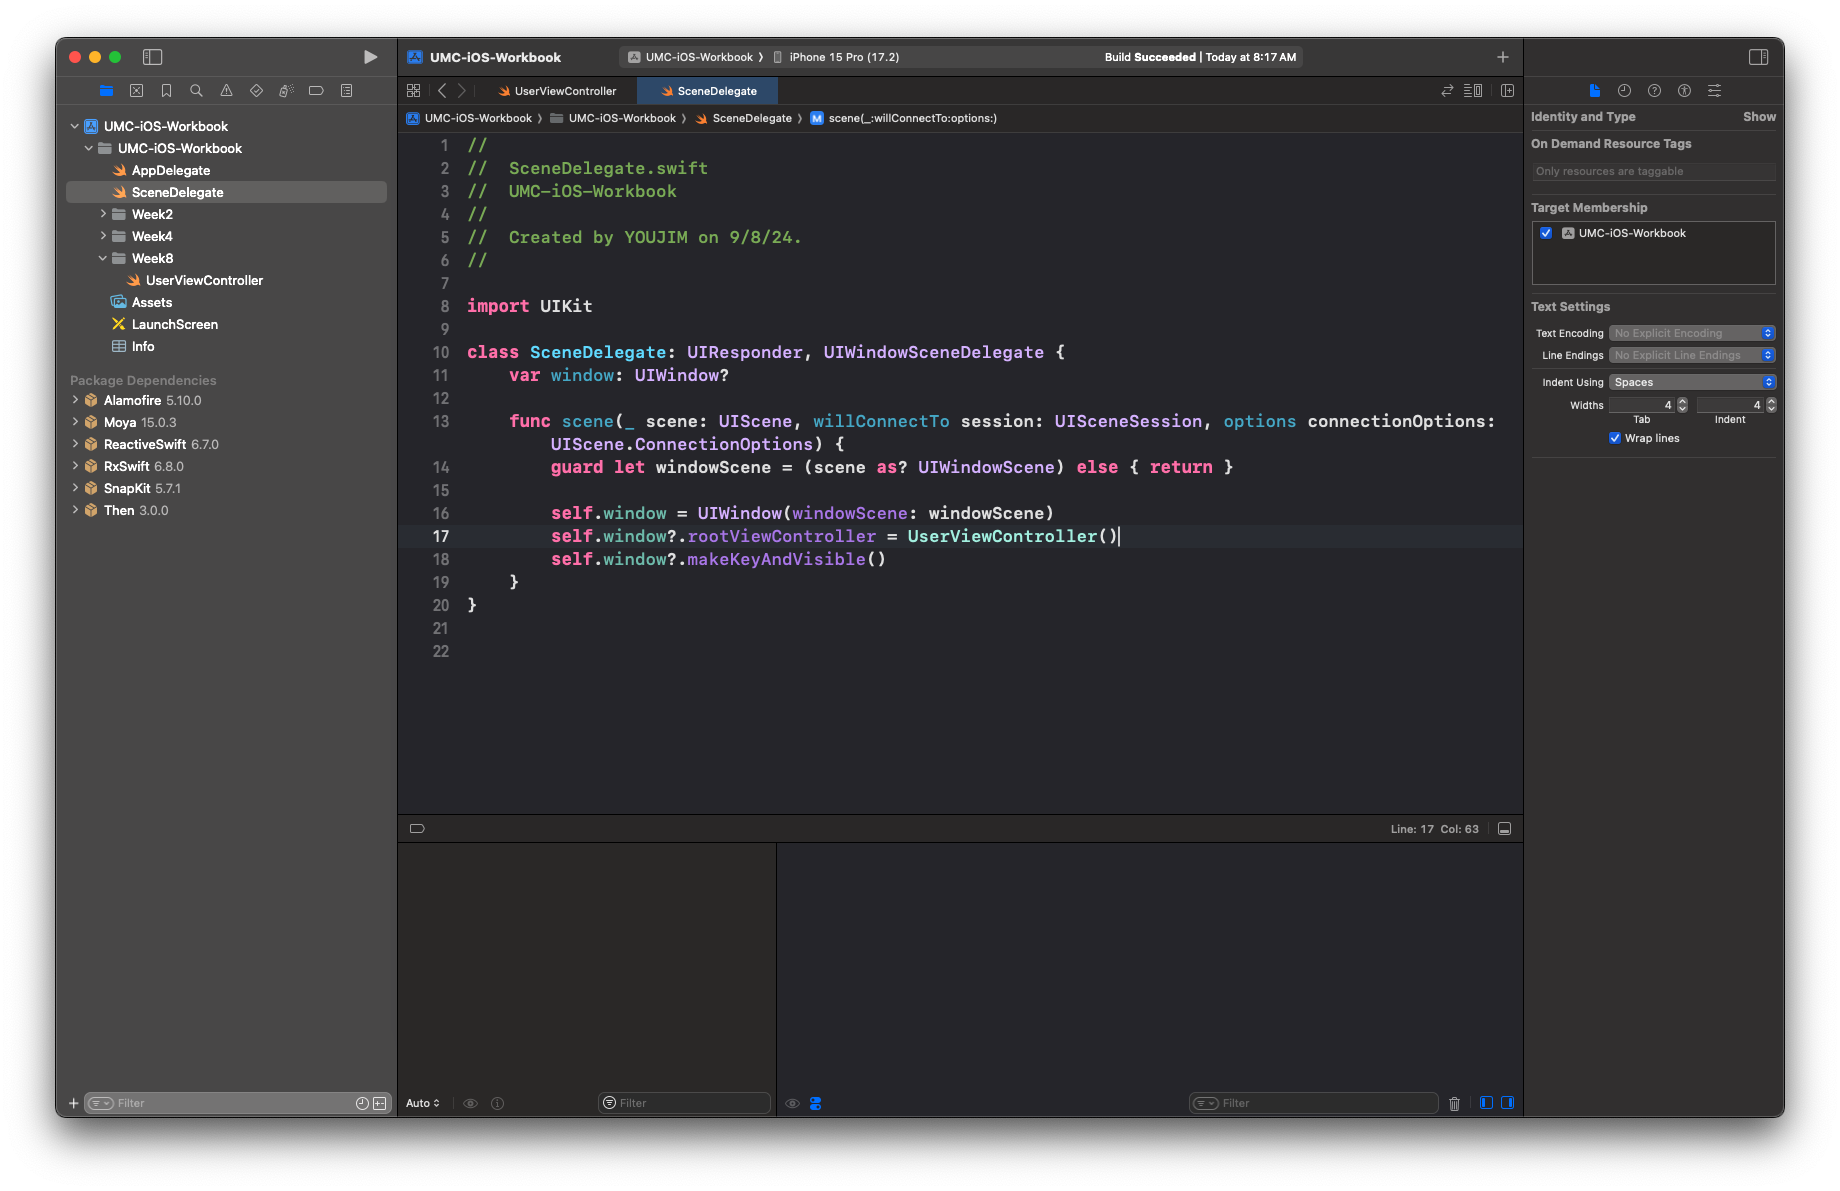 UMC-iOS-Workbook
UMC-iOS-Workbook
AppDelegate
SceneDelegate
Week2
Week4
Week8
UserViewController
Assets
LaunchScreen
Info
Package Dependencies
Alamofire 5.10.0
Moya 15.0.3
ReactiveSwift 6.7.0
RxSwift 6.8.0
SnapKit 5.7.1
Then 3.0.0
Filter
UMC-iOS-Workbook
UMC-iOS-Workbook 〉 iPhone 15 Pro (17.2)
Build Succeeded | Today at 8:17 AM
UserViewController
SceneDelegate
UMC-iOS-Workbook 〉 UMC-iOS-Workbook 〉 SceneDelegate 〉 M scene(_:willConnectTo:options:)
1 //
2 //  SceneDelegate.swift
3 //  UMC-iOS-Workbook
4 //
5 //  Created by YOUJIM on 9/8/24.
6 //
7
8 import UIKit
9
10 class SceneDelegate: UIResponder, UIWindowSceneDelegate {
11     var window: UIWindow?
12
13     func scene(_ scene: UIScene, willConnectTo session: UISceneSession, options connectionOptions:
UIScene.ConnectionOptions) {
14         guard let windowScene = (scene as? UIWindowScene) else { return }
15
16         self.window = UIWindow(windowScene: windowScene)
17         self.window?.rootViewController = UserViewController()
18         self.window?.makeKeyAndVisible()
19     }
20 }
21
22
Line: 17 Col: 63
Auto
Filter
Filter
Identity and Type Show
On Demand Resource Tags
Only resources are taggable
Target Membership
UMC-iOS-Workbook
Text Settings
Text Encoding No Explicit Encoding
Line Endings No Explicit Line Endings
Indent Using Spaces
Widths 4 4
Tab Indent
Wrap lines